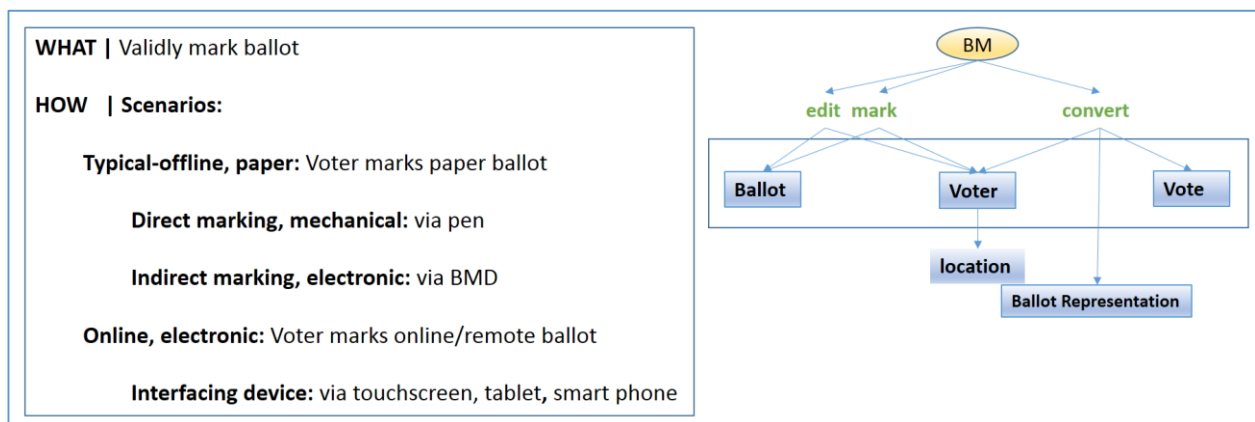 WHAT | Validly mark ballot
HOW | Scenarios:
Typical-offline, paper: Voter marks paper ballot
Direct marking, mechanical: via pen
Indirect marking, electronic: via BMD
Online, electronic: Voter marks online/remote ballot
Interfacing device: via touchscreen, tablet, smart phone
BM
edit mark convert
Ballot Voter Vote
location
Ballot Representation